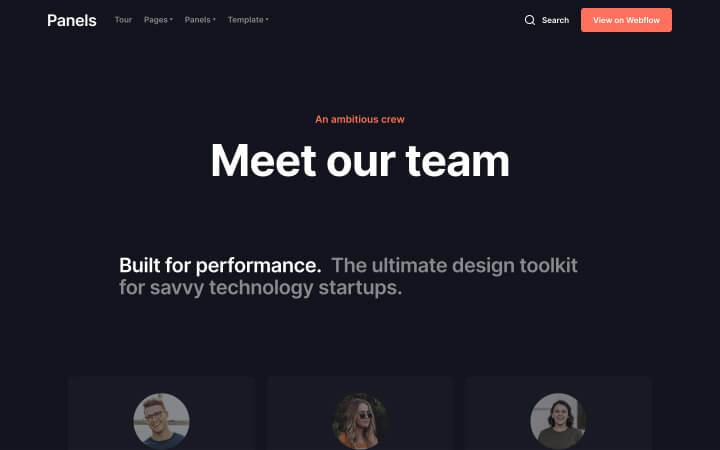 Panels
Tour
Pages
Panels
Template
Search
View on Webflow
An ambitious crew
Meet our team
Built for performance. The ultimate design toolkit
for savvy technology startups.